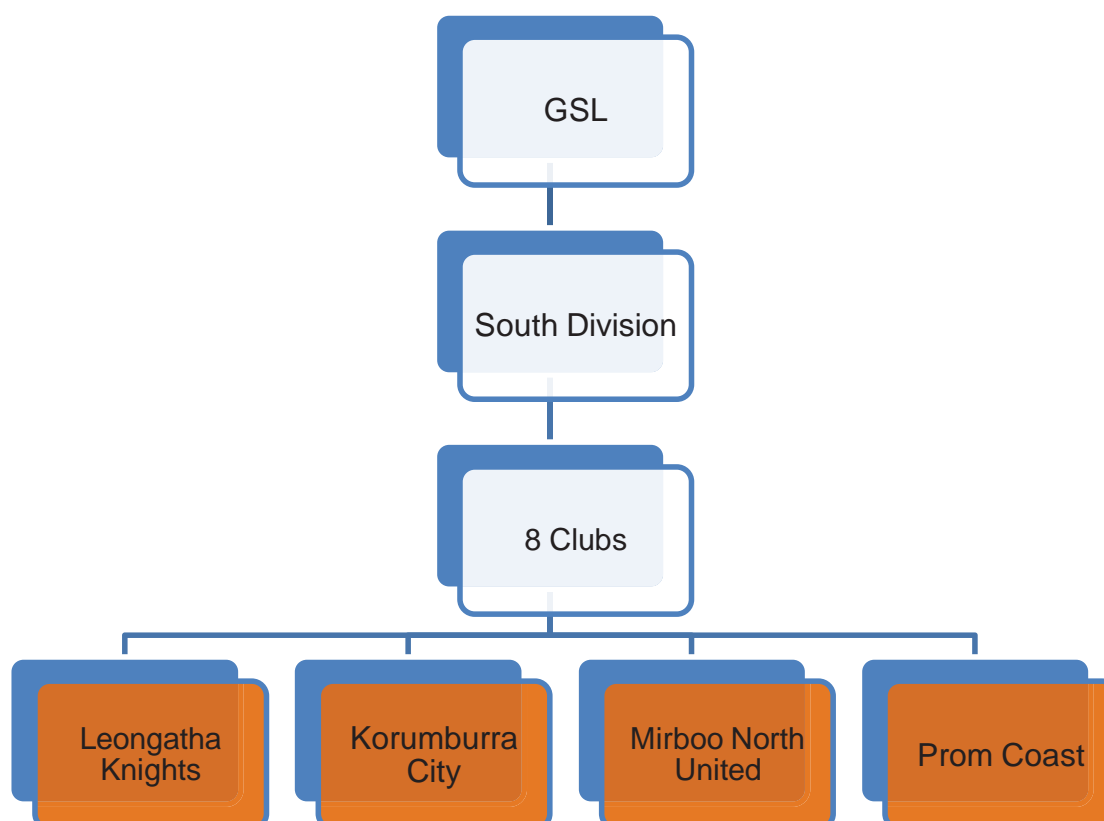 GSL
South Division
8 Clubs
Leongatha
Knights
Korumburra
City
Mirboo North
United
Prom Coast